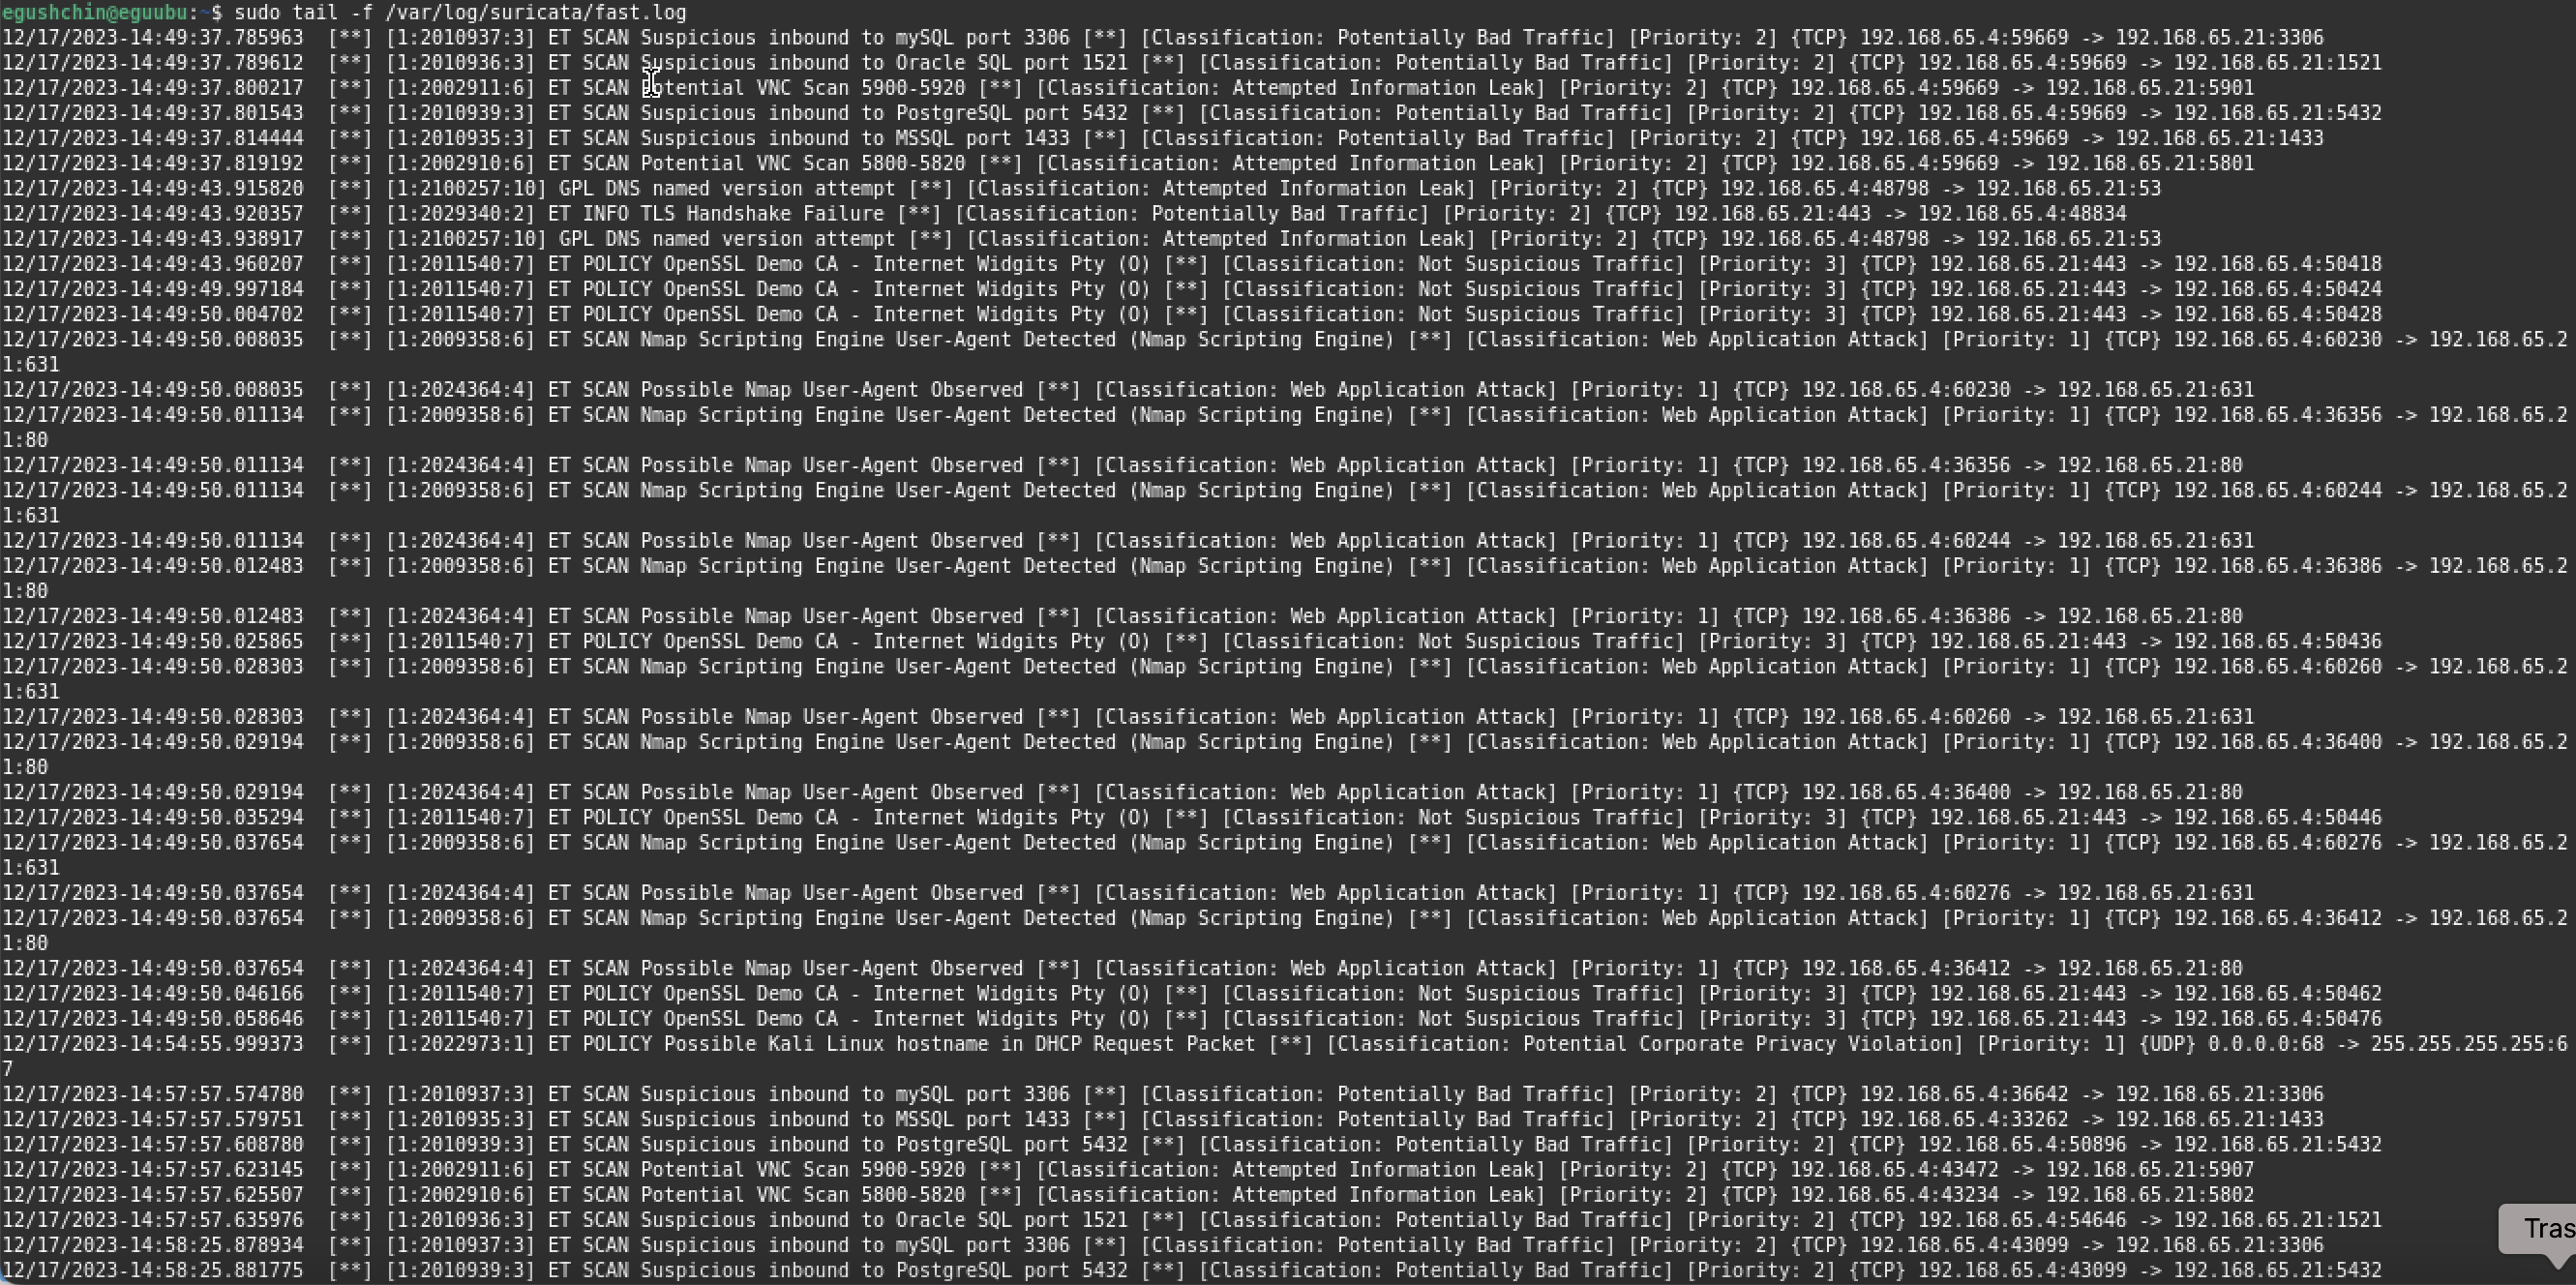 egushchin@eguubu:~$ sudo tail -f /var/log/suricata/fast.log
12/17/2023-14:49:37.785963  [**] [1:2010937:3] ET SCAN Suspicious inbound to mySQL port 3306 [**] [Classification: Potentially Bad Traffic] [Priority: 2] {TCP} 192.168.65.4:59669 -> 192.168.65.21:3306
12/17/2023-14:49:37.789612  [**] [1:2010936:3] ET SCAN Suspicious inbound to Oracle SQL port 1521 [**] [Classification: Potentially Bad Traffic] [Priority: 2] {TCP} 192.168.65.4:59669 -> 192.168.65.21:1521
12/17/2023-14:49:37.800217  [**] [1:2002911:6] ET SCAN Potential VNC Scan 5900-5920 [**] [Classification: Attempted Information Leak] [Priority: 2] {TCP} 192.168.65.4:59669 -> 192.168.65.21:5901
12/17/2023-14:49:37.801543  [**] [1:2010939:3] ET SCAN Suspicious inbound to PostgreSQL port 5432 [**] [Classification: Potentially Bad Traffic] [Priority: 2] {TCP} 192.168.65.4:59669 -> 192.168.65.21:5432
12/17/2023-14:49:37.814444  [**] [1:2010935:3] ET SCAN Suspicious inbound to MSSQL port 1433 [**] [Classification: Potentially Bad Traffic] [Priority: 2] {TCP} 192.168.65.4:59669 -> 192.168.65.21:1433
12/17/2023-14:49:37.819192  [**] [1:2002910:6] ET SCAN Potential VNC Scan 5800-5820 [**] [Classification: Attempted Information Leak] [Priority: 2] {TCP} 192.168.65.4:59669 -> 192.168.65.21:5801
12/17/2023-14:49:43.915820  [**] [1:2100257:10] GPL DNS named version attempt [**] [Classification: Attempted Information Leak] [Priority: 2] {TCP} 192.168.65.4:48798 -> 192.168.65.21:53
12/17/2023-14:49:43.920357  [**] [1:2029340:2] ET INFO TLS Handshake Failure [**] [Classification: Potentially Bad Traffic] [Priority: 2] {TCP} 192.168.65.21:443 -> 192.168.65.4:48834
12/17/2023-14:49:43.938917  [**] [1:2100257:10] GPL DNS named version attempt [**] [Classification: Attempted Information Leak] [Priority: 2] {TCP} 192.168.65.4:48798 -> 192.168.65.21:53
12/17/2023-14:49:43.960207  [**] [1:2011540:7] ET POLICY OpenSSL Demo CA - Internet Widgits Pty (O) [**] [Classification: Not Suspicious Traffic] [Priority: 3] {TCP} 192.168.65.21:443 -> 192.168.65.4:50418
12/17/2023-14:49:49.997184  [**] [1:2011540:7] ET POLICY OpenSSL Demo CA - Internet Widgits Pty (O) [**] [Classification: Not Suspicious Traffic] [Priority: 3] {TCP} 192.168.65.21:443 -> 192.168.65.4:50424
12/17/2023-14:49:50.004702  [**] [1:2011540:7] ET POLICY OpenSSL Demo CA - Internet Widgits Pty (O) [**] [Classification: Not Suspicious Traffic] [Priority: 3] {TCP} 192.168.65.21:443 -> 192.168.65.4:50428
12/17/2023-14:49:50.008035  [**] [1:2009358:6] ET SCAN Nmap Scripting Engine User-Agent Detected (Nmap Scripting Engine) [**] [Classification: Web Application Attack] [Priority: 1] {TCP} 192.168.65.4:60230 -> 192.168.65.2
1:631
12/17/2023-14:49:50.008035  [**] [1:2024364:4] ET SCAN Possible Nmap User-Agent Observed [**] [Classification: Web Application Attack] [Priority: 1] {TCP} 192.168.65.4:60230 -> 192.168.65.21:631
12/17/2023-14:49:50.011134  [**] [1:2009358:6] ET SCAN Nmap Scripting Engine User-Agent Detected (Nmap Scripting Engine) [**] [Classification: Web Application Attack] [Priority: 1] {TCP} 192.168.65.4:36356 -> 192.168.65.2
1:80
12/17/2023-14:49:50.011134  [**] [1:2024364:4] ET SCAN Possible Nmap User-Agent Observed [**] [Classification: Web Application Attack] [Priority: 1] {TCP} 192.168.65.4:36356 -> 192.168.65.21:80
12/17/2023-14:49:50.011134  [**] [1:2009358:6] ET SCAN Nmap Scripting Engine User-Agent Detected (Nmap Scripting Engine) [**] [Classification: Web Application Attack] [Priority: 1] {TCP} 192.168.65.4:60244 -> 192.168.65.2
1:631
12/17/2023-14:49:50.011134  [**] [1:2024364:4] ET SCAN Possible Nmap User-Agent Observed [**] [Classification: Web Application Attack] [Priority: 1] {TCP} 192.168.65.4:60244 -> 192.168.65.21:631
12/17/2023-14:49:50.012483  [**] [1:2009358:6] ET SCAN Nmap Scripting Engine User-Agent Detected (Nmap Scripting Engine) [**] [Classification: Web Application Attack] [Priority: 1] {TCP} 192.168.65.4:36386 -> 192.168.65.2
1:80
12/17/2023-14:49:50.012483  [**] [1:2024364:4] ET SCAN Possible Nmap User-Agent Observed [**] [Classification: Web Application Attack] [Priority: 1] {TCP} 192.168.65.4:36386 -> 192.168.65.21:80
12/17/2023-14:49:50.025865  [**] [1:2011540:7] ET POLICY OpenSSL Demo CA - Internet Widgits Pty (O) [**] [Classification: Not Suspicious Traffic] [Priority: 3] {TCP} 192.168.65.21:443 -> 192.168.65.4:50436
12/17/2023-14:49:50.028303  [**] [1:2009358:6] ET SCAN Nmap Scripting Engine User-Agent Detected (Nmap Scripting Engine) [**] [Classification: Web Application Attack] [Priority: 1] {TCP} 192.168.65.4:60260 -> 192.168.65.2
1:631
12/17/2023-14:49:50.028303  [**] [1:2024364:4] ET SCAN Possible Nmap User-Agent Observed [**] [Classification: Web Application Attack] [Priority: 1] {TCP} 192.168.65.4:60260 -> 192.168.65.21:631
12/17/2023-14:49:50.029194  [**] [1:2009358:6] ET SCAN Nmap Scripting Engine User-Agent Detected (Nmap Scripting Engine) [**] [Classification: Web Application Attack] [Priority: 1] {TCP} 192.168.65.4:36400 -> 192.168.65.2
1:80
12/17/2023-14:49:50.029194  [**] [1:2024364:4] ET SCAN Possible Nmap User-Agent Observed [**] [Classification: Web Application Attack] [Priority: 1] {TCP} 192.168.65.4:36400 -> 192.168.65.21:80
12/17/2023-14:49:50.035294  [**] [1:2011540:7] ET POLICY OpenSSL Demo CA - Internet Widgits Pty (O) [**] [Classification: Not Suspicious Traffic] [Priority: 3] {TCP} 192.168.65.21:443 -> 192.168.65.4:50446
12/17/2023-14:49:50.037654  [**] [1:2009358:6] ET SCAN Nmap Scripting Engine User-Agent Detected (Nmap Scripting Engine) [**] [Classification: Web Application Attack] [Priority: 1] {TCP} 192.168.65.4:60276 -> 192.168.65.2
1:631
12/17/2023-14:49:50.037654  [**] [1:2024364:4] ET SCAN Possible Nmap User-Agent Observed [**] [Classification: Web Application Attack] [Priority: 1] {TCP} 192.168.65.4:60276 -> 192.168.65.21:631
12/17/2023-14:49:50.037654  [**] [1:2009358:6] ET SCAN Nmap Scripting Engine User-Agent Detected (Nmap Scripting Engine) [**] [Classification: Web Application Attack] [Priority: 1] {TCP} 192.168.65.4:36412 -> 192.168.65.2
1:80
12/17/2023-14:49:50.037654  [**] [1:2024364:4] ET SCAN Possible Nmap User-Agent Observed [**] [Classification: Web Application Attack] [Priority: 1] {TCP} 192.168.65.4:36412 -> 192.168.65.21:80
12/17/2023-14:49:50.046166  [**] [1:2011540:7] ET POLICY OpenSSL Demo CA - Internet Widgits Pty (O) [**] [Classification: Not Suspicious Traffic] [Priority: 3] {TCP} 192.168.65.21:443 -> 192.168.65.4:50462
12/17/2023-14:49:50.058646  [**] [1:2011540:7] ET POLICY OpenSSL Demo CA - Internet Widgits Pty (O) [**] [Classification: Not Suspicious Traffic] [Priority: 3] {TCP} 192.168.65.21:443 -> 192.168.65.4:50476
12/17/2023-14:54:55.999373  [**] [1:2022973:1] ET POLICY Possible Kali Linux hostname in DHCP Request Packet [**] [Classification: Potential Corporate Privacy Violation] [Priority: 1] {UDP} 0.0.0.0:68 -> 255.255.255.255:6
7
12/17/2023-14:57:57.574780  [**] [1:2010937:3] ET SCAN Suspicious inbound to mySQL port 3306 [**] [Classification: Potentially Bad Traffic] [Priority: 2] {TCP} 192.168.65.4:36642 -> 192.168.65.21:3306
12/17/2023-14:57:57.579751  [**] [1:2010935:3] ET SCAN Suspicious inbound to MSSQL port 1433 [**] [Classification: Potentially Bad Traffic] [Priority: 2] {TCP} 192.168.65.4:33262 -> 192.168.65.21:1433
12/17/2023-14:57:57.608780  [**] [1:2010939:3] ET SCAN Suspicious inbound to PostgreSQL port 5432 [**] [Classification: Potentially Bad Traffic] [Priority: 2] {TCP} 192.168.65.4:50896 -> 192.168.65.21:5432
12/17/2023-14:57:57.623145  [**] [1:2002911:6] ET SCAN Potential VNC Scan 5900-5920 [**] [Classification: Attempted Information Leak] [Priority: 2] {TCP} 192.168.65.4:43472 -> 192.168.65.21:5907
12/17/2023-14:57:57.625507  [**] [1:2002910:6] ET SCAN Potential VNC Scan 5800-5820 [**] [Classification: Attempted Information Leak] [Priority: 2] {TCP} 192.168.65.4:43234 -> 192.168.65.21:5802
12/17/2023-14:57:57.635976  [**] [1:2010936:3] ET SCAN Suspicious inbound to Oracle SQL port 1521 [**] [Classification: Potentially Bad Traffic] [Priority: 2] {TCP} 192.168.65.4:54646 -> 192.168.65.21:1521
12/17/2023-14:58:25.878934  [**] [1:2010937:3] ET SCAN Suspicious inbound to mySQL port 3306 [**] [Classification: Potentially Bad Traffic] [Priority: 2] {TCP} 192.168.65.4:43099 -> 192.168.65.21:3306
12/17/2023-14:58:25.881775  [**] [1:2010939:3] ET SCAN Suspicious inbound to PostgreSQL port 5432 [**] [Classification: Potentially Bad Traffic] [Priority: 2] {TCP} 192.168.65.4:43099 -> 192.168.65.21:5432
Tras